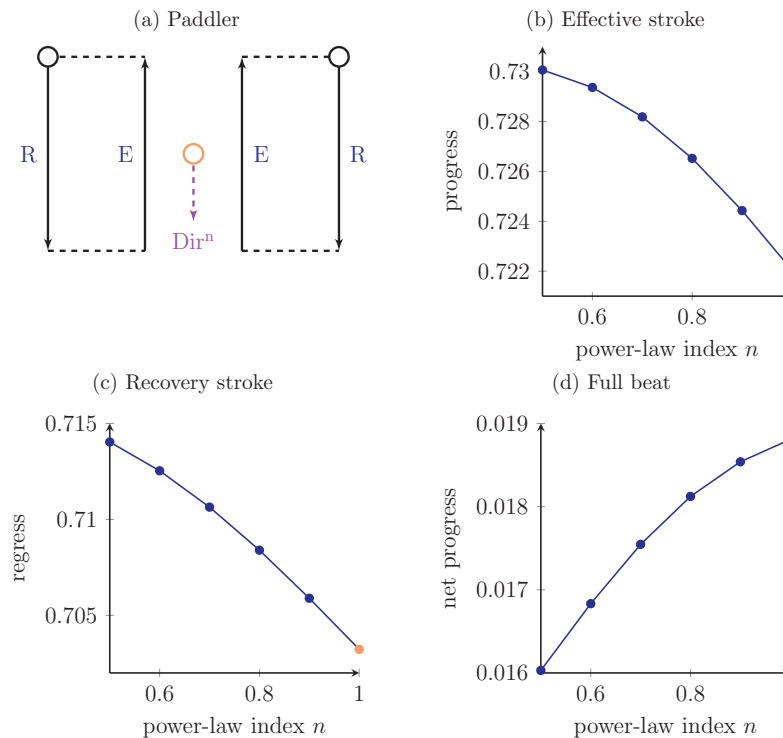 (a) Paddler
R
E
E
R
Dirⁿ
(b) Effective stroke
0.73
0.728
0.726
0.724
0.722
progress
0.6
0.8
power-law index n
(c) Recovery stroke
0.715
0.71
0.705
regress
0.6
0.8
1
power-law index n
(d) Full beat
0.019
0.018
0.017
0.016
net progress
0.6
0.8
power-law index n